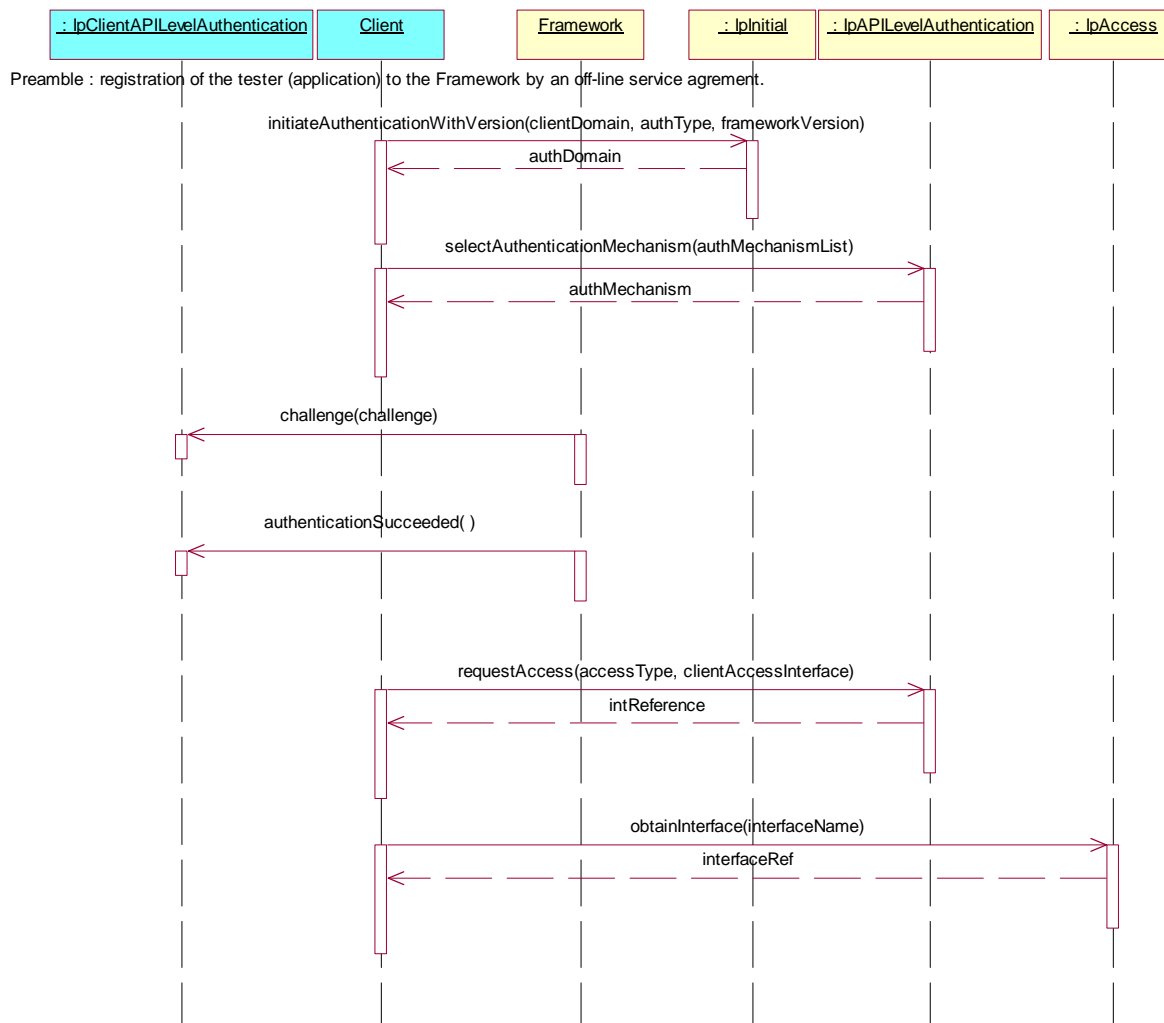 : IpClientAPILevelAuthentication
Client
Framework
: IpInitial
: IpAPILevelAuthentication
: IpAccess
Preamble : registration of the tester (application) to the Framework by an off-line service agrement.
initiateAuthenticationWithVersion(clientDomain, authType, frameworkVersion)
authDomain
selectAuthenticationMechanism(authMechanismList)
authMechanism
challenge(challenge)
authenticationSucceeded( )
requestAccess(accessType, clientAccessInterface)
intReference
obtainInterface(interfaceName)
interfaceRef